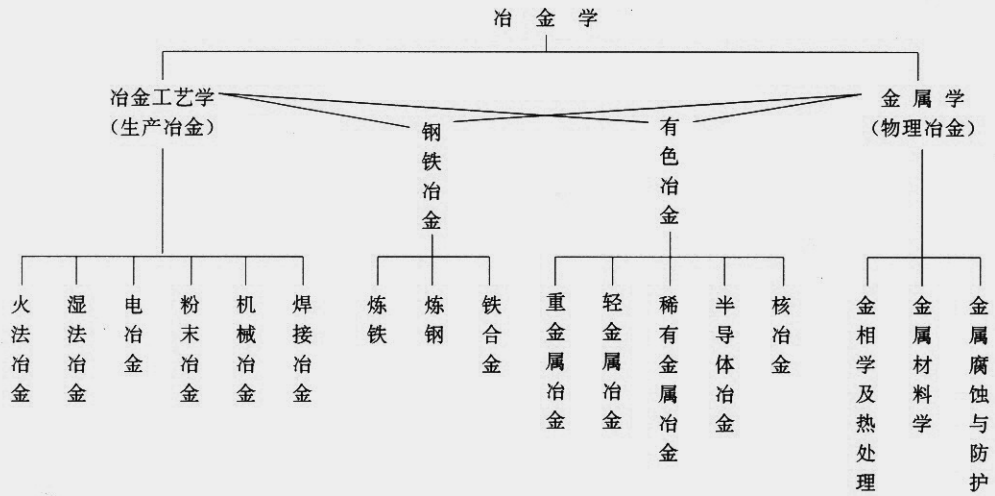 冶金学
冶金工艺学
（生产冶金）
钢铁冶金
有色冶金
金属学
（物理冶金）
火法冶金
湿法冶金
电冶金
粉末冶金
机械冶金
焊接冶金
炼铁
炼钢
铁合金
重金属冶金
轻金属冶金
稀有金属冶金
半导体冶金
核冶金
金相学及热处理
金属材料学
金属腐蚀与防护